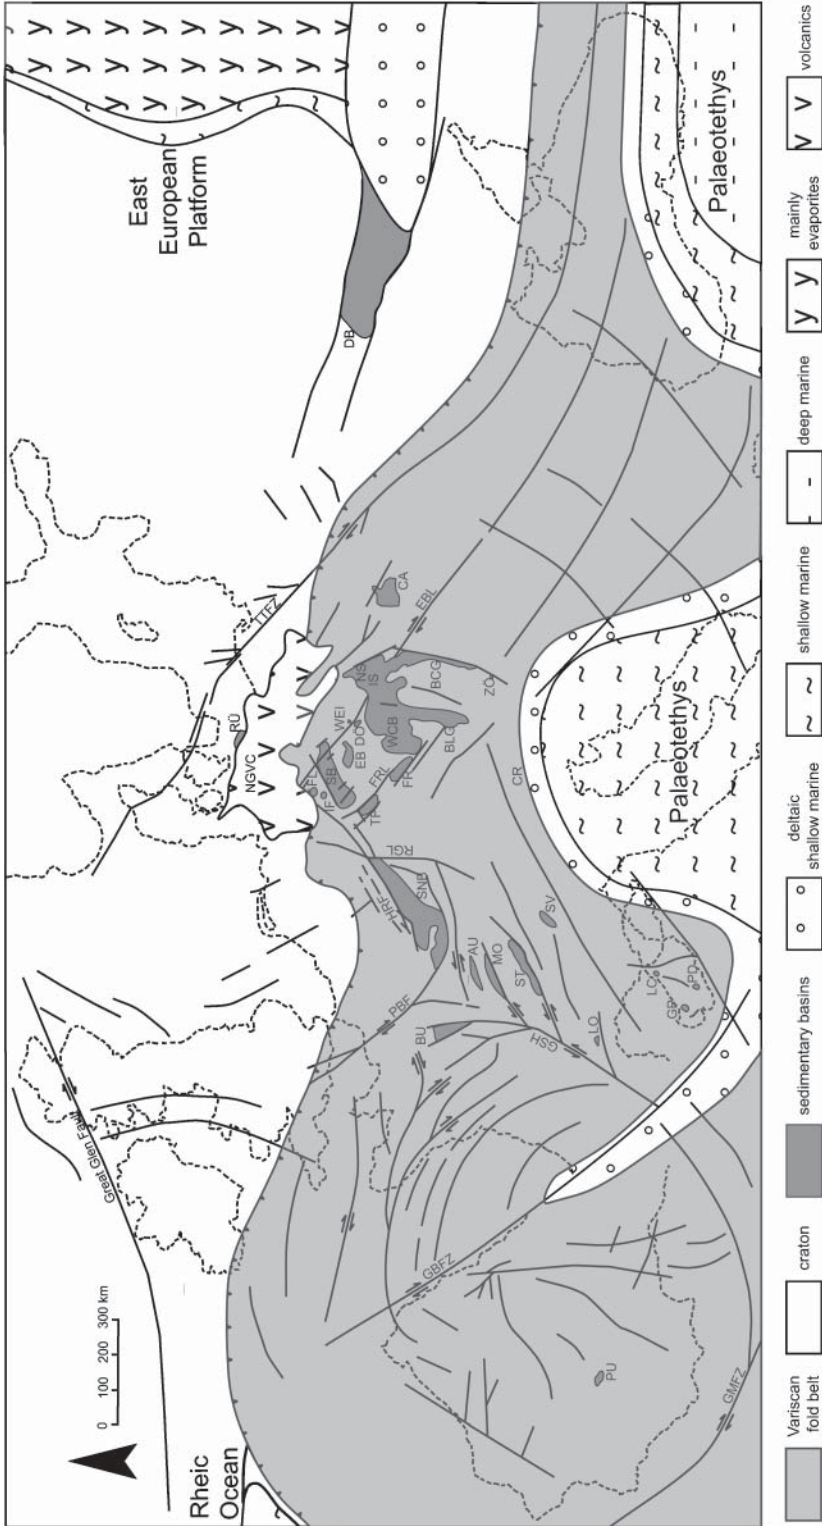 Rheic
Ocean
0 100 200 300 km
Great Glen Fault
East
European
Platform
TTFZ
RÜ
NGVC
DB
FL
IF
SB
WEI
EB
DÖ
NS
IS
CA
EBL
WCB
BCG
BLG
ZÖ
FRL
FR
TP
RGL
HRF
SNB
PBF
BU
AU
MO
ST
SV
CR
GSH
LO
LC
PD
GBFZ
PU
GMFZ
Palaeotethys
Palaeotethys
Variscan
fold belt
craton
sedimentary basins
deltaic
shallow marine
shallow marine
deep marine
mainly
evaporites
volcanics